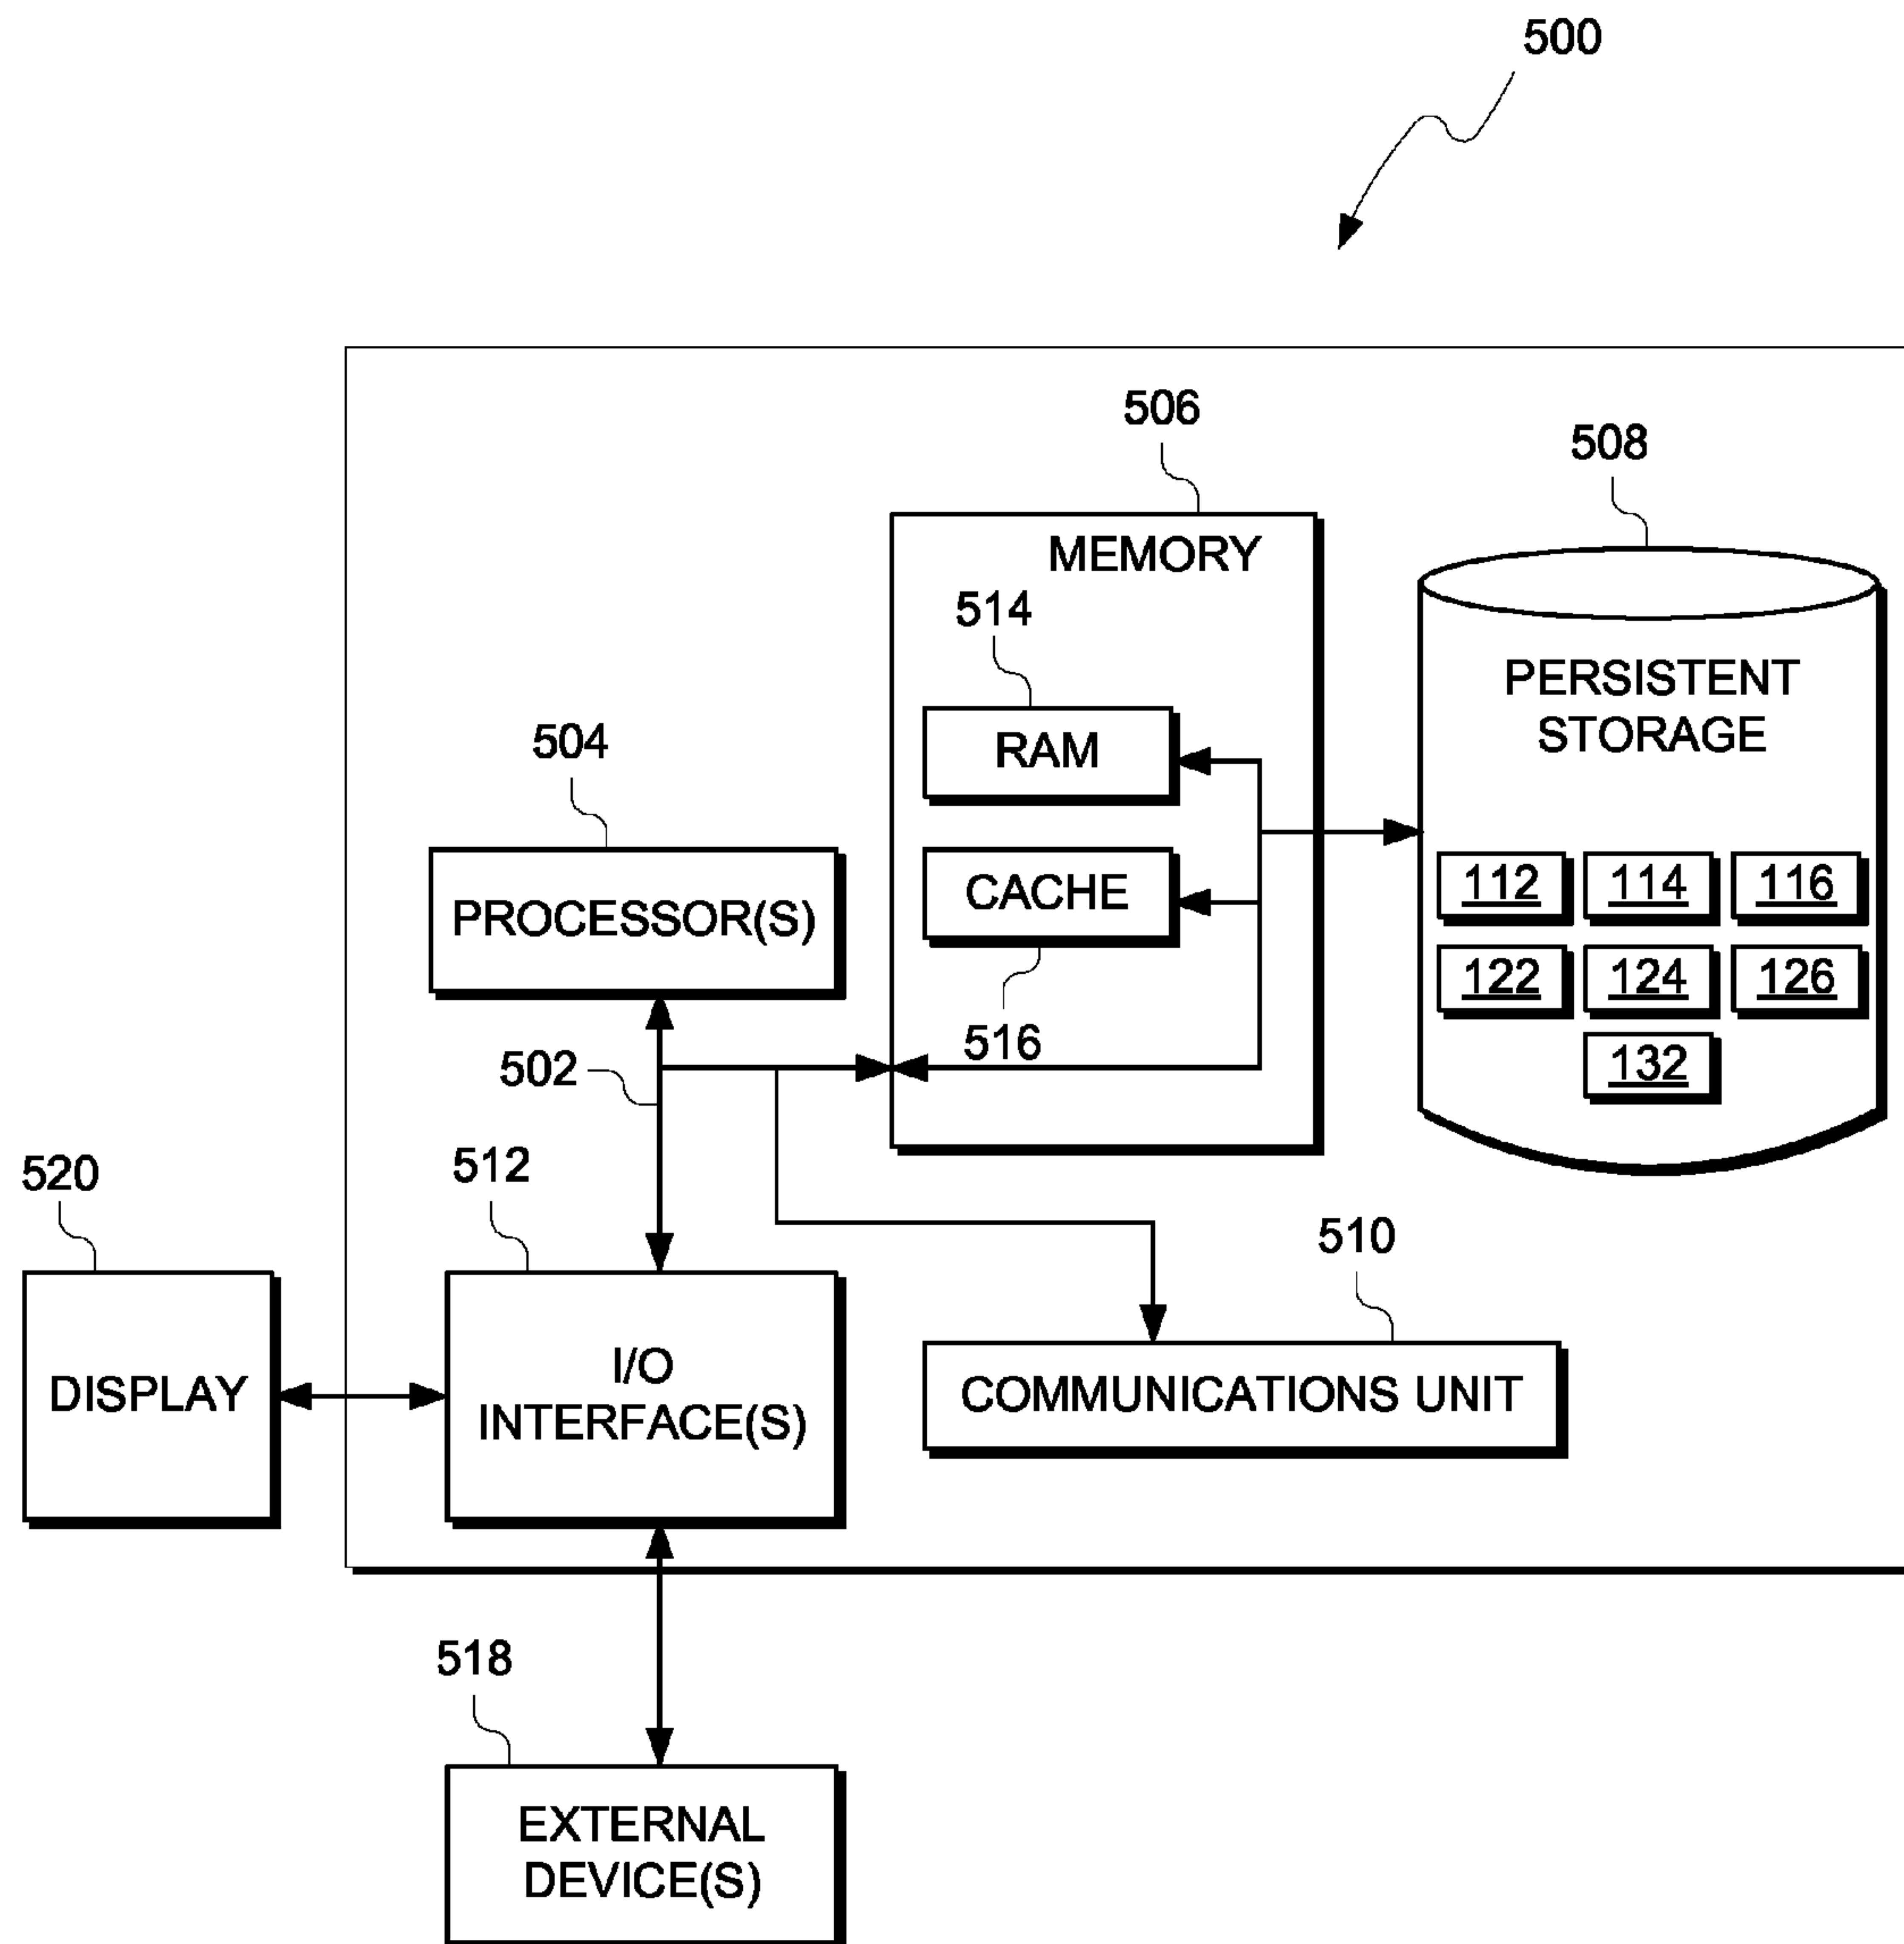 500
506
508
MEMORY
514
RAM
PERSISTENT
STORAGE
504
PROCESSOR(S)
CACHE
112
114
116
122
124
126
516
502
132
520
512
510
DISPLAY
I/O
INTERFACE(S)
COMMUNICATIONS UNIT
518
EXTERNAL
DEVICE(S)